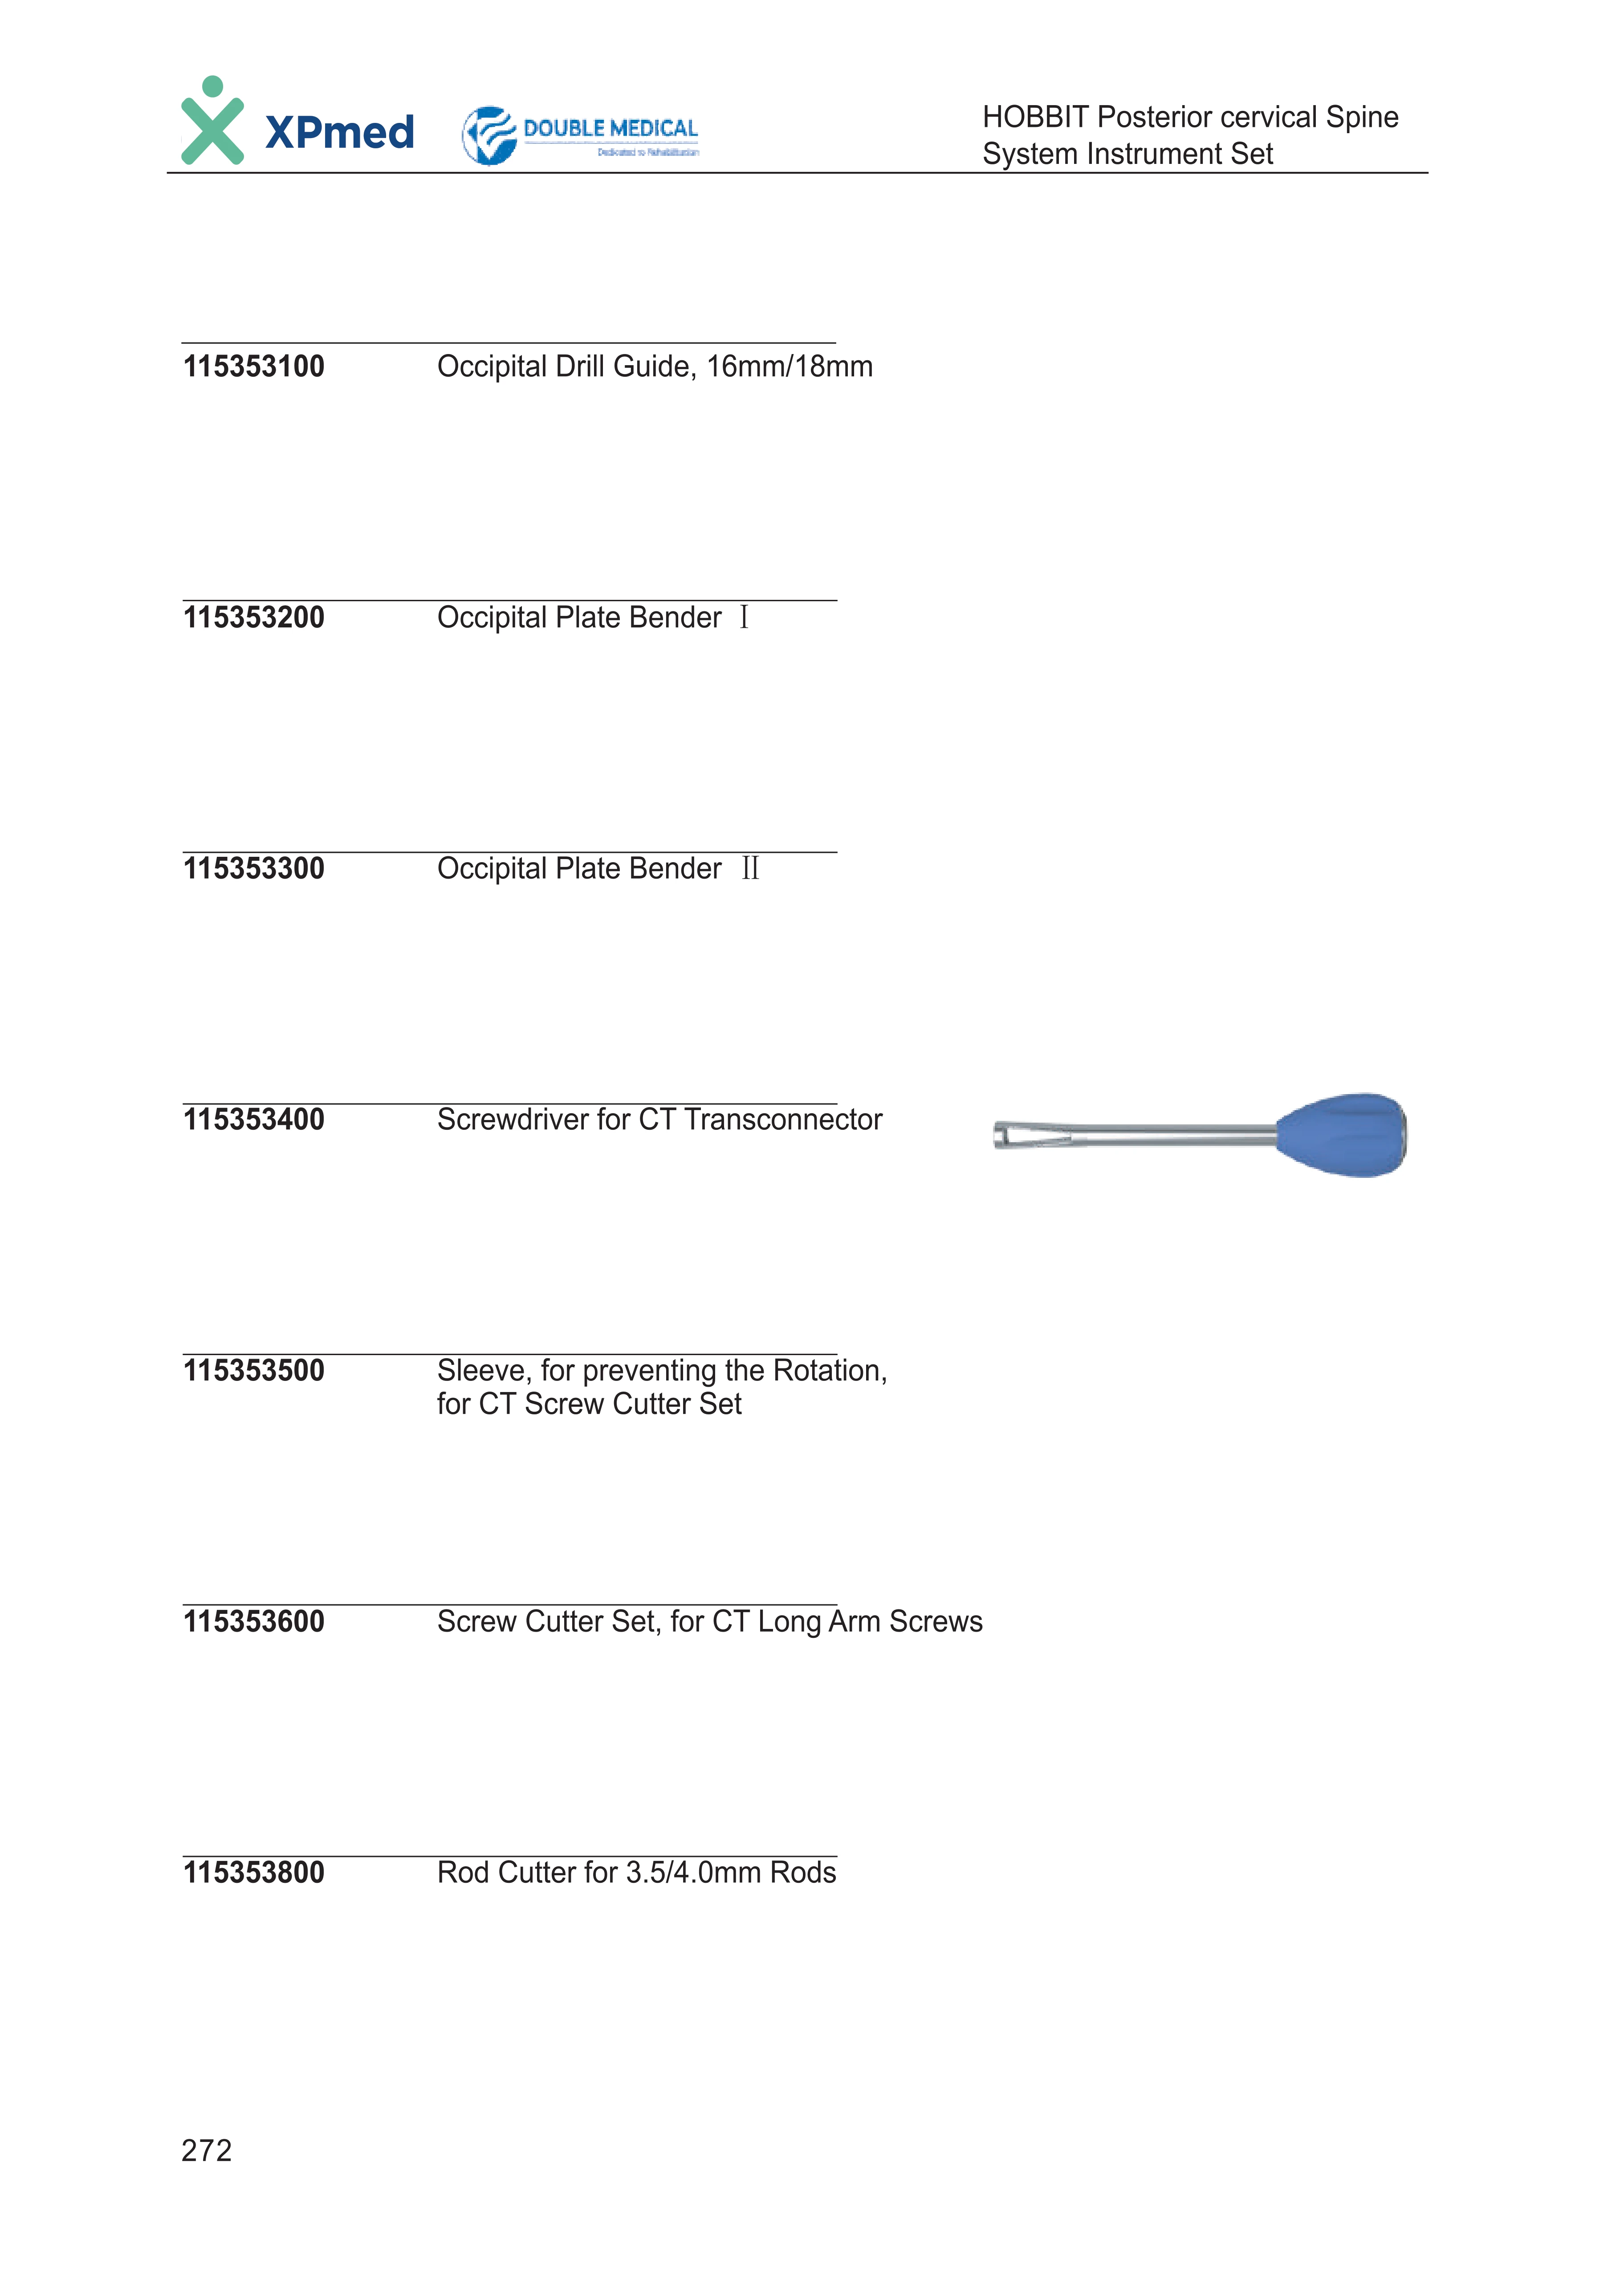 XPmed
DOUBLE MEDICAL
Dedicated to Rehabilitation
HOBBIT Posterior cervical Spine
System Instrument Set
115353100 Occipital Drill Guide, 16mm/18mm
115353200 Occipital Plate Bender Ⅰ
115353300 Occipital Plate Bender Ⅱ
115353400 Screwdriver for CT Transconnector
115353500 Sleeve, for preventing the Rotation,
for CT Screw Cutter Set
115353600 Screw Cutter Set, for CT Long Arm Screws
115353800 Rod Cutter for 3.5/4.0mm Rods
272